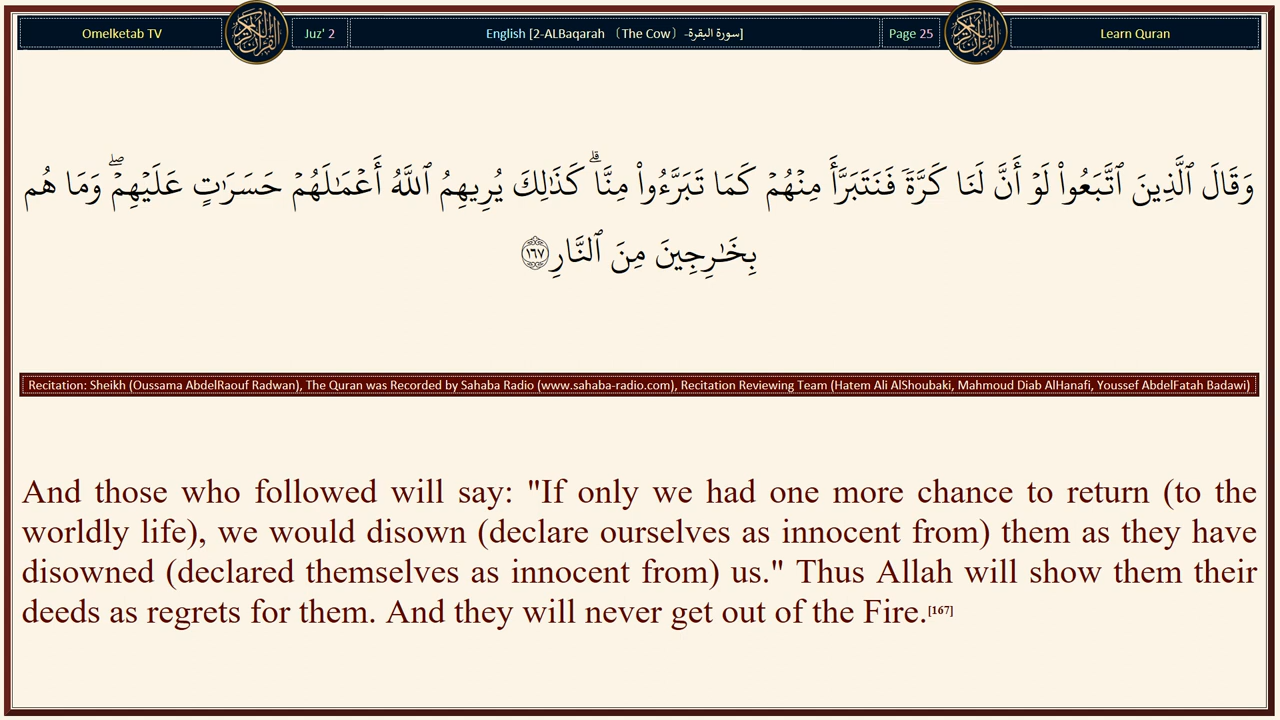 Omelketab TV
Juz' 2
English [2-ALBaqarah (The Cow) -سورة البقرة]
Page 25
Learn Quran
وَقَالَ ٱلَّذِينَ ٱتَّبَعُواْ لَوْ أَنَّ لَنَا كَرَّةٗ فَنَتَبَرَّأَ مِنۡهُمۡ كَمَا تَبَرَّءُواْ مِنَّاۗ كَذَٰلِكَ يُرِيهِمُ ٱللَّهُ أَعۡمَٰلَهُمۡ حَسَرَٰتٍ عَلَيۡهِمۡۖ وَمَا هُم
بِخَٰرِجِينَ مِنَ ٱلنَّارِ ١٦٧
Recitation: Sheikh (Oussama AbdelRaouf Radwan), The Quran was Recorded by Sahaba Radio (www.sahaba-radio.com), Recitation Reviewing Team (Hatem Ali AlShoubaki, Mahmoud Diab AlHanafi, Youssef AbdelFatah Badawi)
And those who followed will say: "If only we had one more chance to return (to the
worldly life), we would disown (declare ourselves as innocent from) them as they have
disowned (declared themselves as innocent from) us." Thus Allah will show them their
deeds as regrets for them. And they will never get out of the Fire.[167]